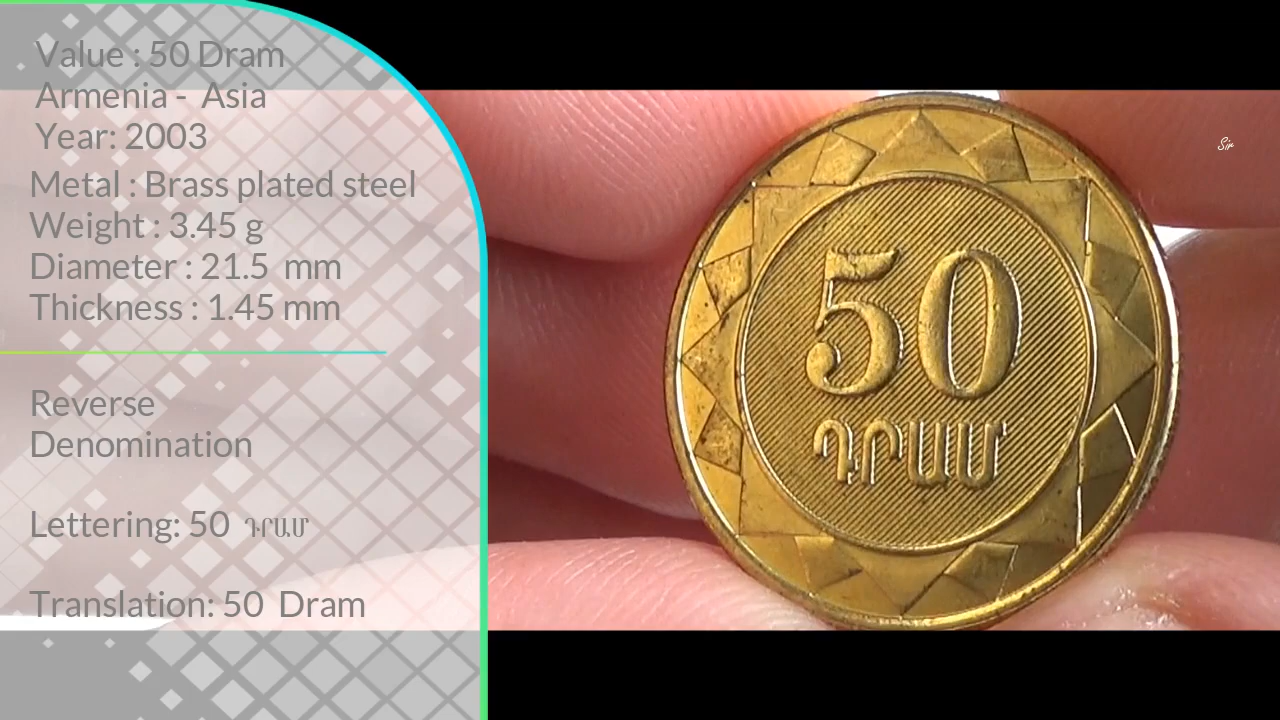 Value : 50 Dram
Armenia - Asia
Year: 2003
Metal : Brass plated steel
Weight : 3.45 g
Diameter : 21.5 mm
Thickness : 1.45 mm
Reverse
Denomination
Lettering: 50 դրամ
Translation: 50 Dram
50
ԴՐԱՄ
Sir